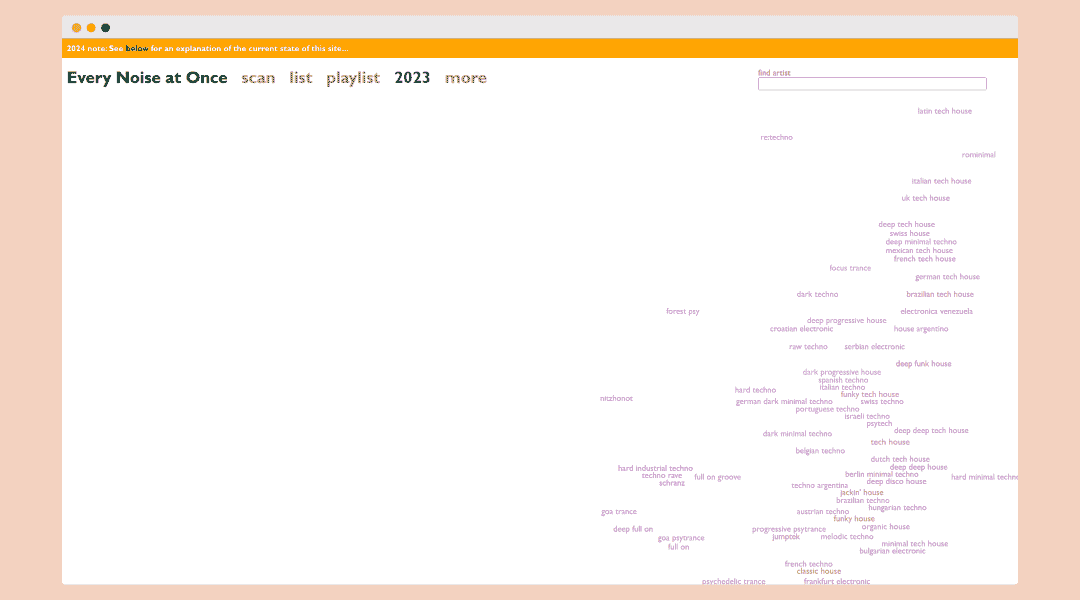 2024 note: See below for an explanation of the current state of this site...
Every Noise at Once scan list playlist 2023 more
find artist
latin tech house
re:techno
rominimal
italian tech house
uk tech house
deep tech house
swiss house
deep minimal techno
mexican tech house
french tech house
focus trance
german tech house
dark techno brazilian tech house
forest psy electronica venezuela
deep progressive house
croatian electronic house argentino
raw techno serbian electronic
deep funk house
dark progressive house
spanish techno
italian techno
hard techno
funky tech house
nitzhonot
german dark minimal techno swiss techno
portuguese techno
israeli techno
psytech
deep deep tech house
dark minimal techno
tech house
belgian techno
dutch tech house
deep deep house
hard industrial techno
berlin minimal techno
techno rave full on groove hard minimal techno
deep disco house
schranz
techno argentina
jackin' house
brazilian techno
hungarian techno
goa trance austrian techno
funky house
organic house
deep full on progressive psytrance
goa psytrance jumptek melodic techno
minimal tech house
full on
bulgarian electronic
french techno
classic house
psychedelic trance frankfurt electronic